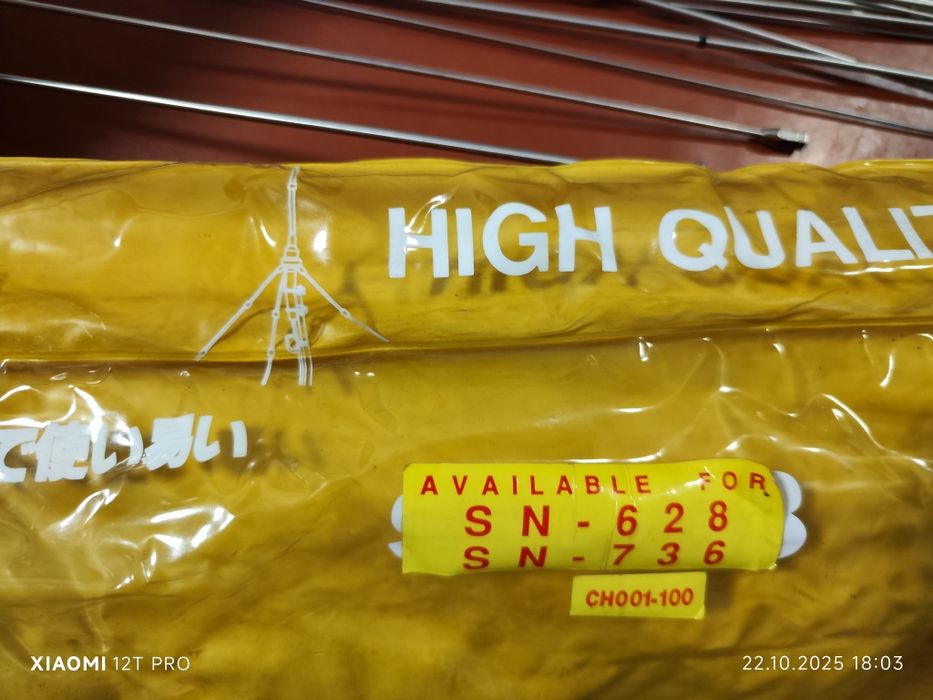 HIGH QUALIT
で使い易い
AVAILABLE FOR
SN-628
SN-736
CH001-100
XIAOMI 12T PRO
22.10.2025 18:03